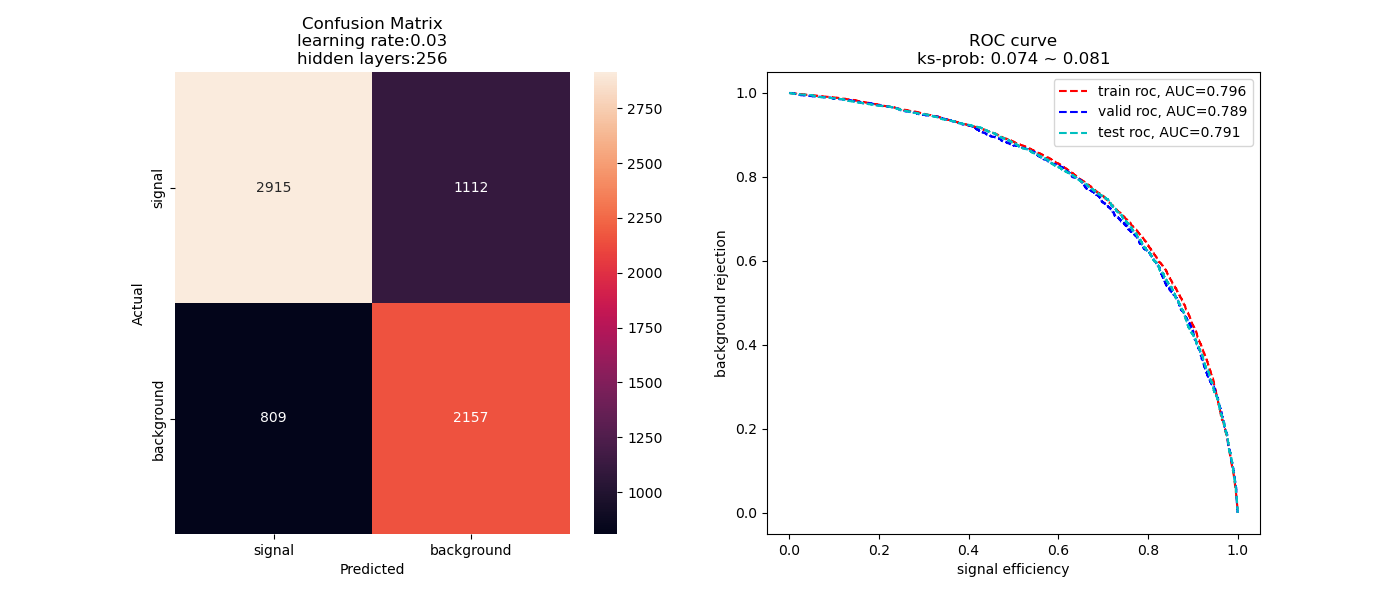 Confusion Matrix
learning rate:0.03
hidden layers:256
signal
background
Actual
2915
1112
809
2157
signal
background
Predicted
2750
2500
2250
2000
1750
1500
1250
1000
ROC curve
ks-prob: 0.074 ~ 0.081
train roc, AUC=0.796
valid roc, AUC=0.789
test roc, AUC=0.791
background rejection
1.0
0.8
0.6
0.4
0.2
0.0
0.0
0.2
0.4
0.6
0.8
1.0
signal efficiency